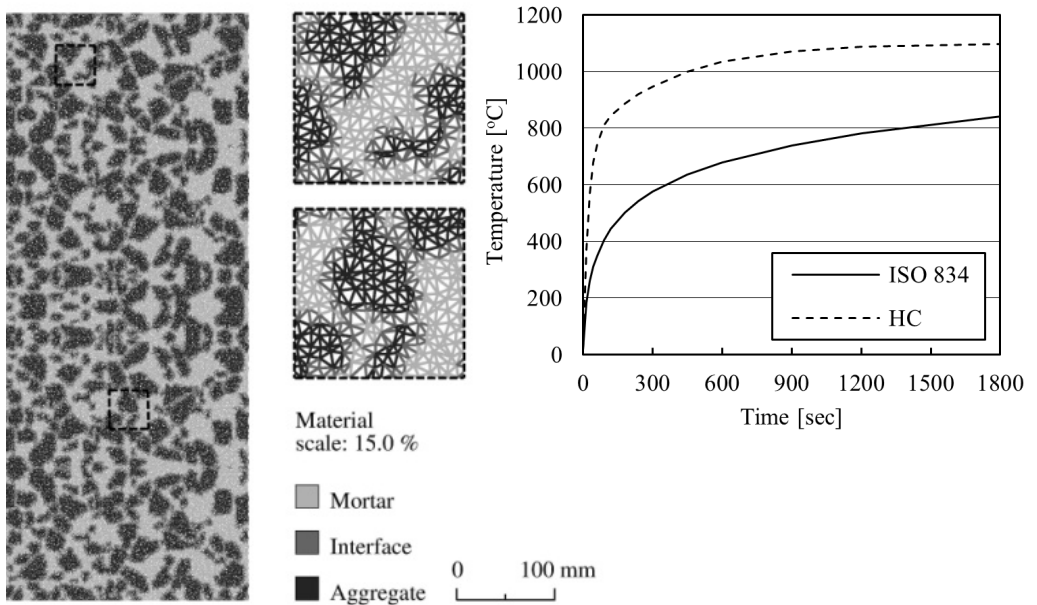 Material
scale: 15.0 %
Mortar
Interface
Aggregate
0 100 mm
Temperature [°C]
1200
1000
800
600
400
200
0
ISO 834
HC
0 300 600 900 1200 1500 1800
Time [sec]